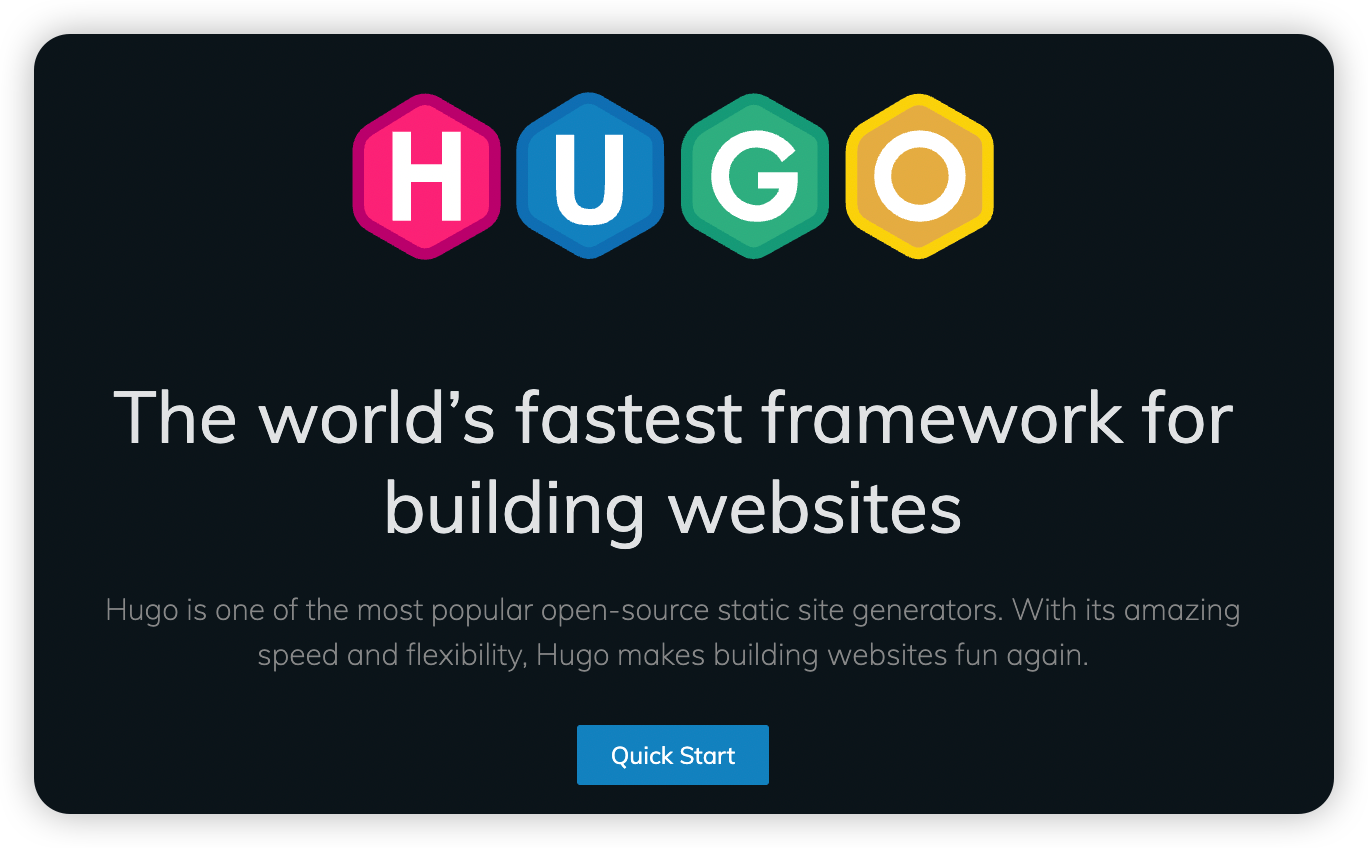 HUGO
The world’s fastest framework for
building websites
Hugo is one of the most popular open-source static site generators. With its amazing
speed and flexibility, Hugo makes building websites fun again.
Quick Start